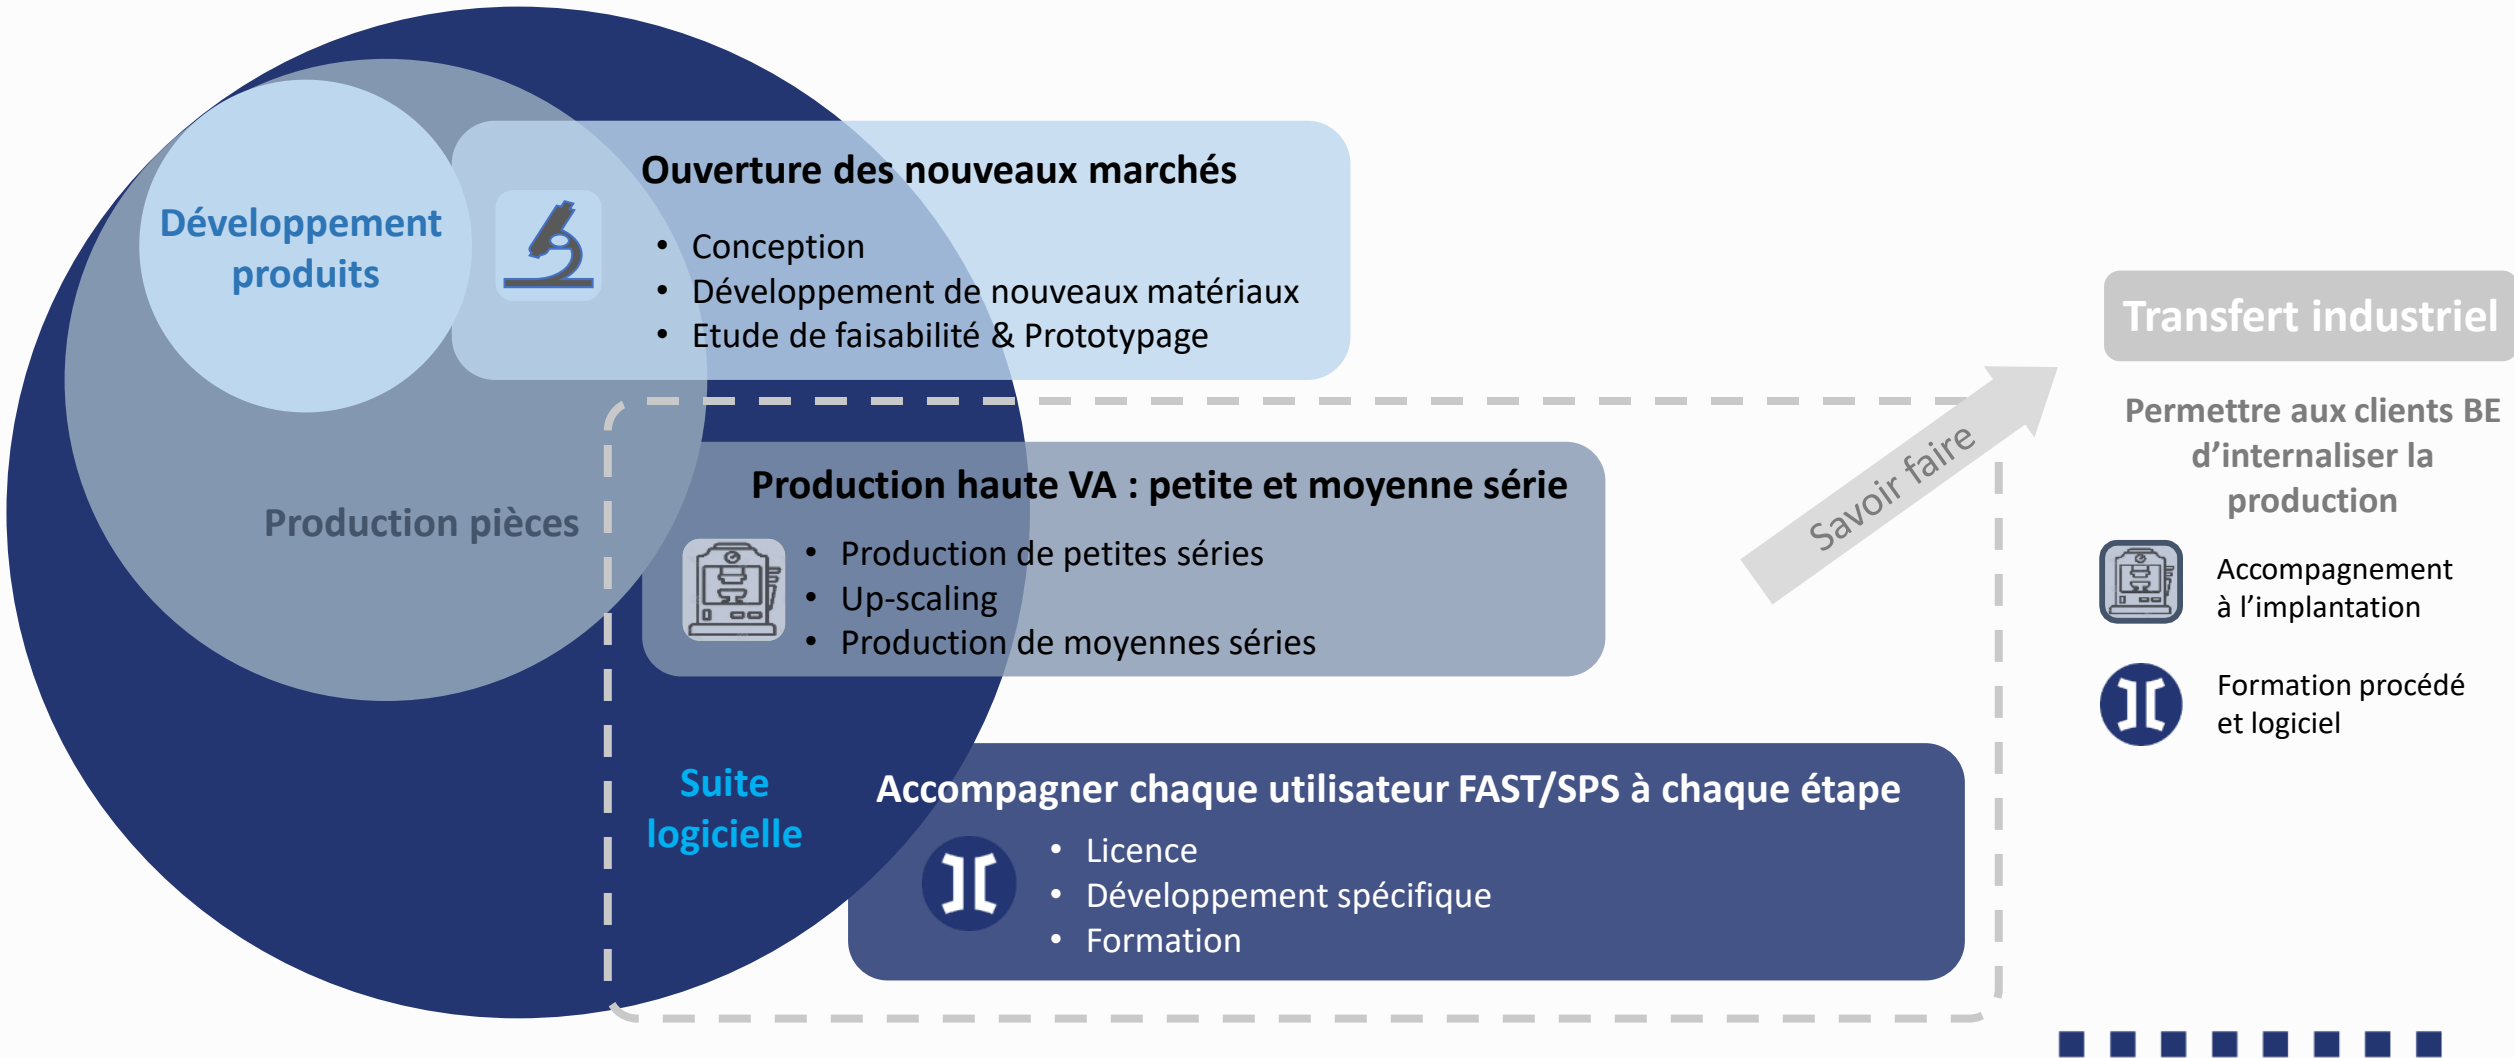 Développement
produits
Ouverture des nouveaux marchés
• Conception
• Développement de nouveaux matériaux
• Etude de faisabilité & Prototypage
Production pièces
Production haute VA : petite et moyenne série
• Production de petites séries
• Up-scaling
• Production de moyennes séries
Suite
logicielle
Accompagner chaque utilisateur FAST/SPS à chaque étape
• Licence
• Développement spécifique
• Formation
Savoir faire
Transfert industriel
Permettre aux clients BE
d’internaliser la
production
Accompagnement
à l’implantation
Formation procédé
et logiciel